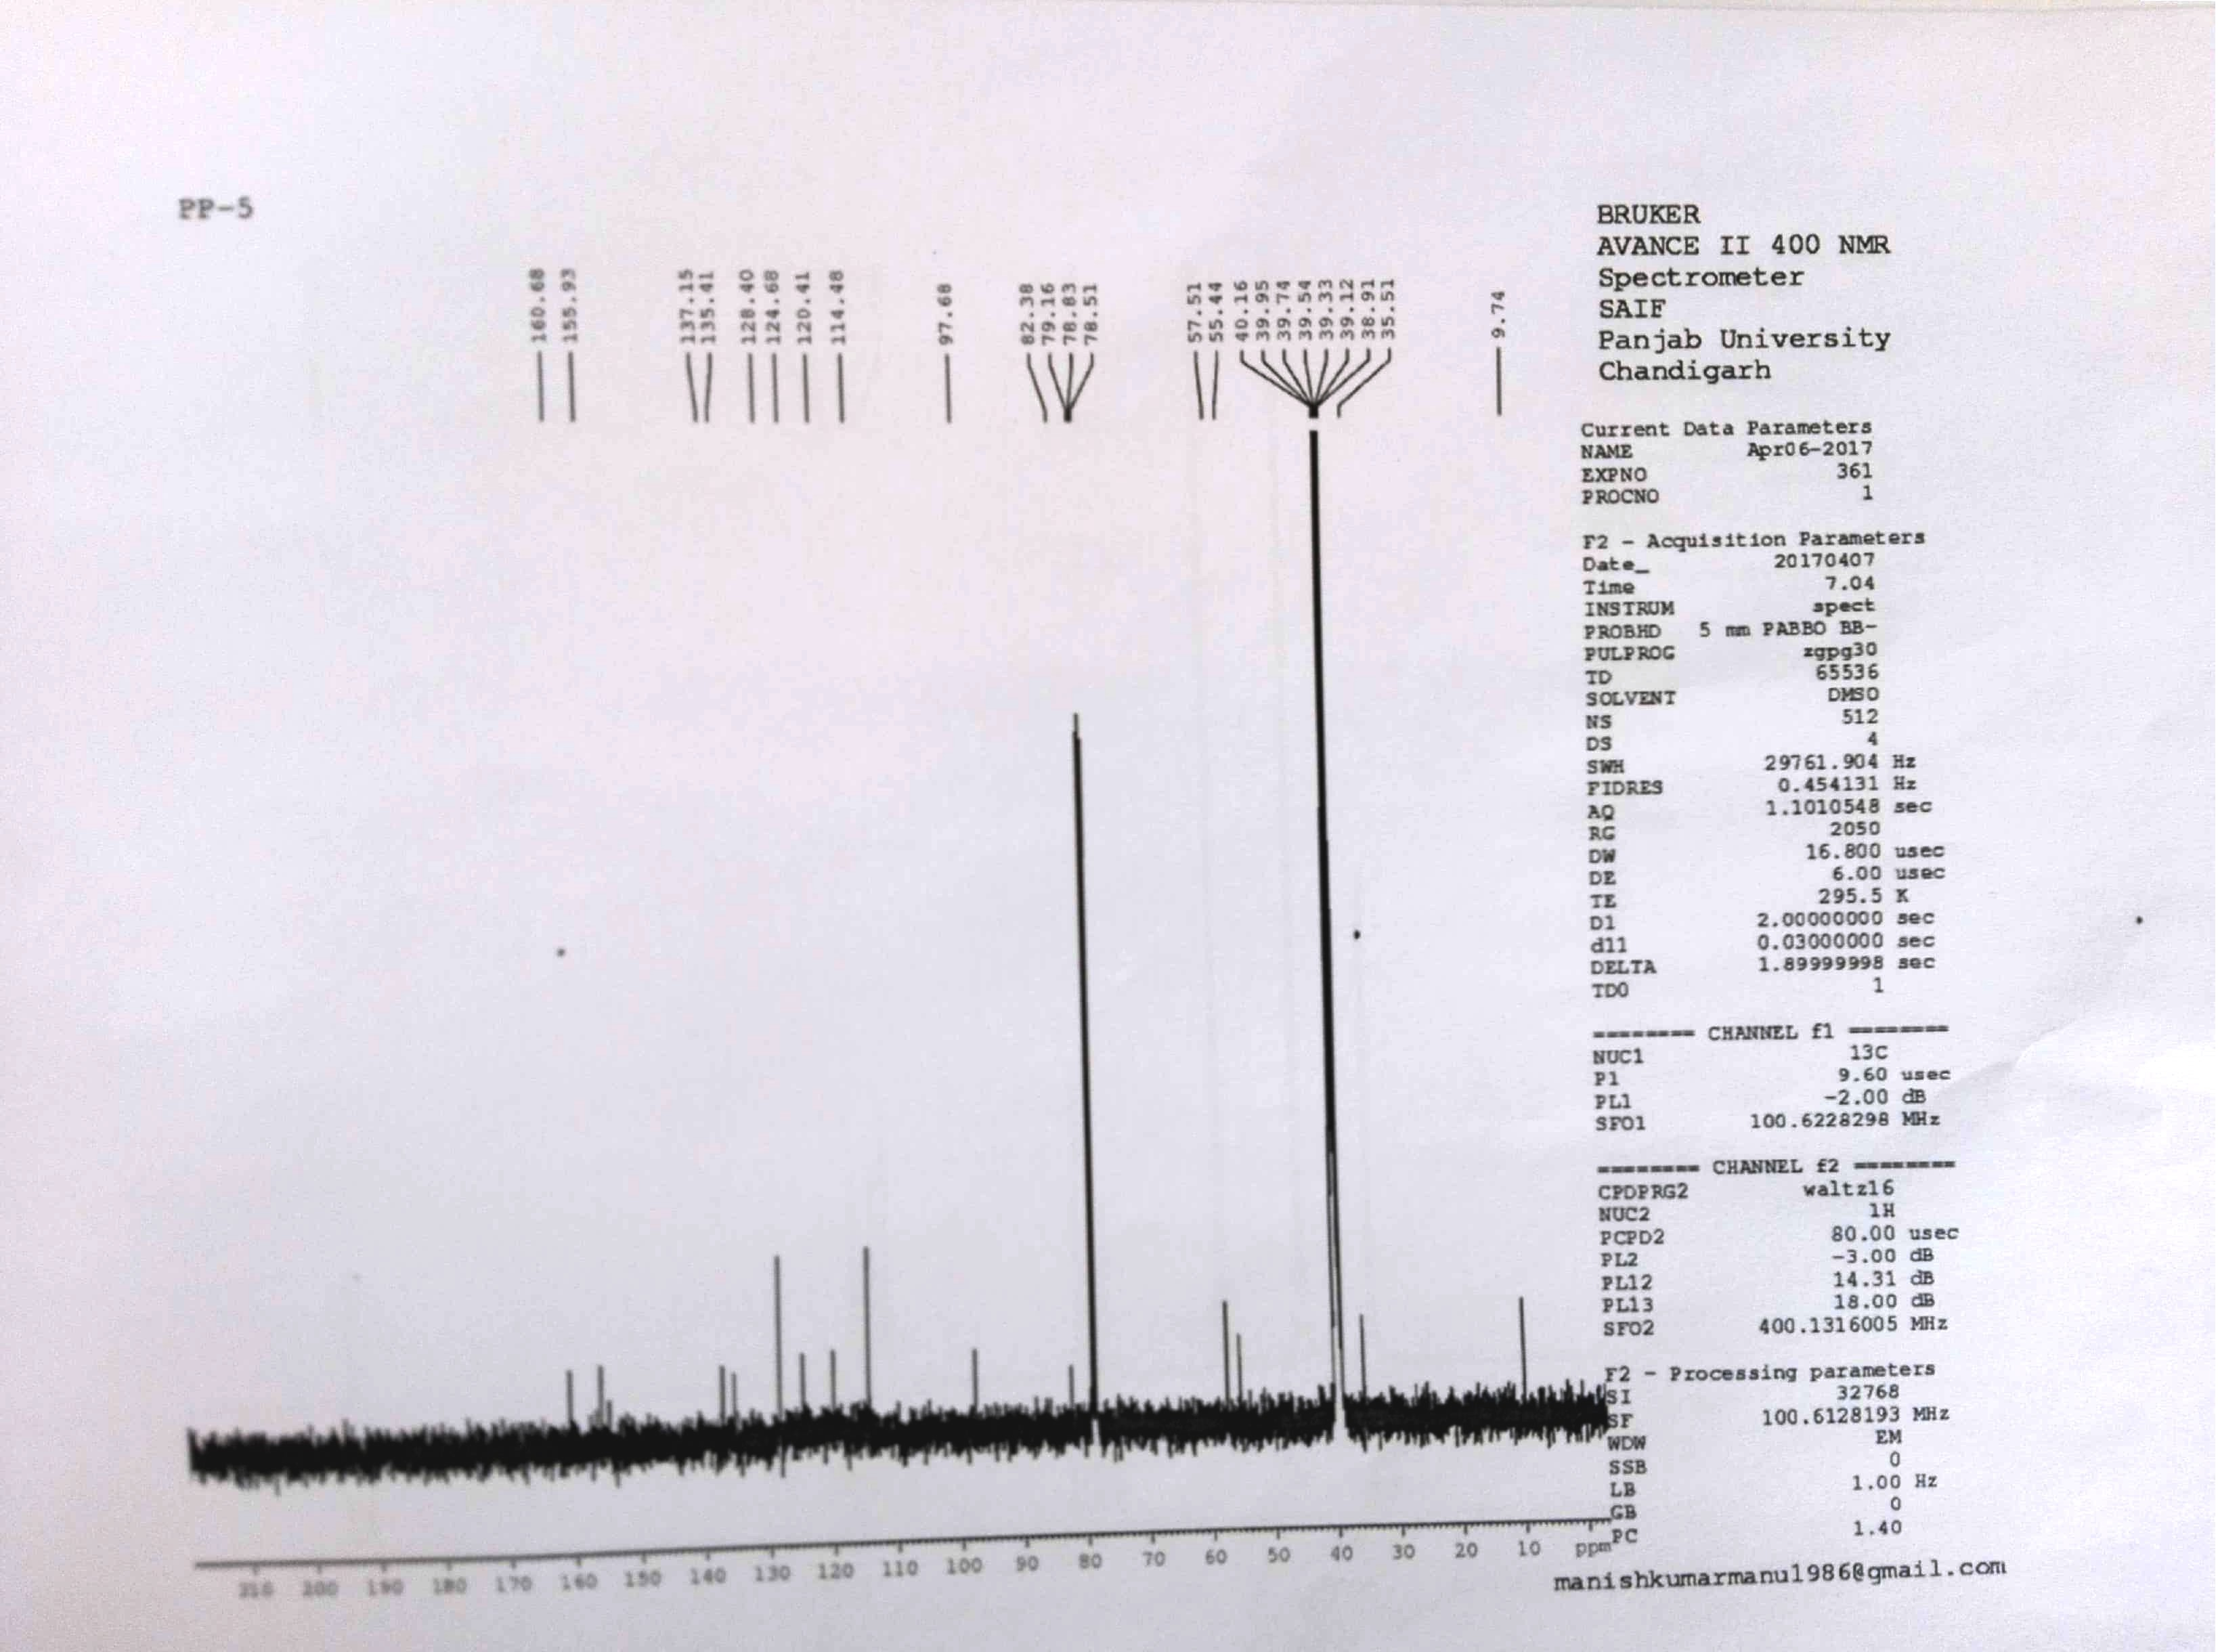 PP-5
160.68
155.93
137.15
135.41
128.40
124.68
120.41
114.48
97.68
82.38
79.16
78.83
78.51
57.51
55.44
40.16
39.95
39.74
39.54
39.33
39.12
38.91
35.51
9.74
BRUKER
AVANCE II 400 NMR
Spectrometer
SAIF
Panjab University
Chandigarh
Current Data Parameters
NAME Apr06-2017
EXPNO 361
PROCNO 1
F2 - Acquisition Parameters
Date_ 20170407
Time 7.04
INSTRUM spect
PROBHD 5 mm PABBO BB-
PULPROG zgpg30
TD 65536
SOLVENT DMSO
NS 512
DS 4
SWH 29761.904 Hz
FIDRES 0.454131 Hz
AQ 1.1010548 sec
RG 2050
DW 16.800 usec
DE 6.00 usec
TE 295.5 K
D1 2.00000000 sec
d11 0.03000000 sec
DELTA 1.89999998 sec
TD0 1
======== CHANNEL f1 ========
NUC1 13C
P1 9.60 usec
PL1 -2.00 dB
SFO1 100.6228298 MHz
======== CHANNEL f2 ========
CPDPRG2 waltz16
NUC2 1H
PCPD2 80.00 usec
PL2 -3.00 dB
PL12 14.31 dB
PL13 18.00 dB
SFO2 400.1316005 MHz
F2 - Processing parameters
SI 32768
SF 100.6128193 MHz
WDW EM
SSB 0
LB 1.00 Hz
GB 0
PC 1.40
210 200 190 180 170 160 150 140 130 120 110 100 90 80 70 60 50 40 30 20 10 ppm
manishkumarmanu1986@gmail.com